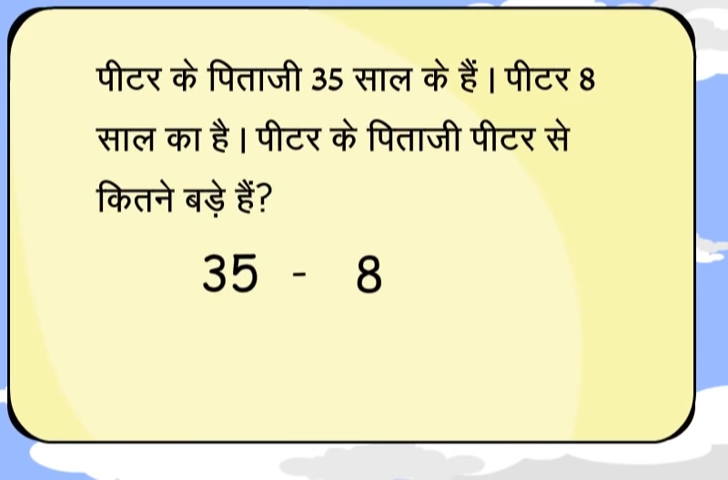 पीटर के पिताजी 35 साल के हैं | पीटर 8
साल का है | पीटर के पिताजी पीटर से
कितने बड़े हैं?
35 - 8